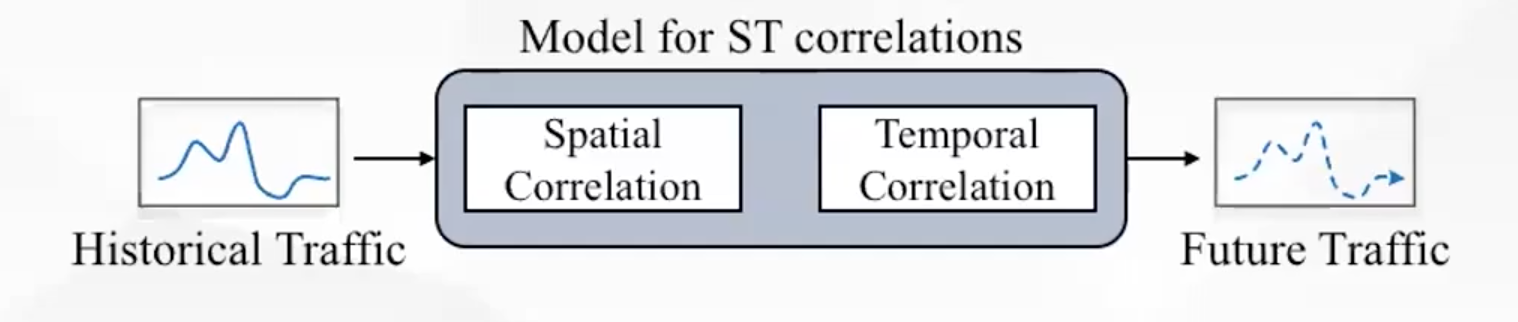 Model for ST correlations
Spatial
Correlation
Temporal
Correlation
Historical Traffic
Future Traffic